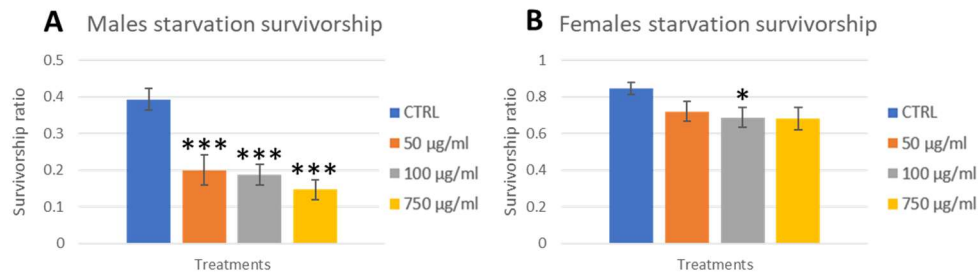 A Males starvation survivorship
0.5
0.4
0.3
0.2
0.1
0
Survivorship ratio
***
***
***
Treatments
CTRL
50 µg/ml
100 µg/ml
750 µg/ml
B Females starvation survivorship
1
0.8
0.6
0.4
0.2
0
Survivorship ratio
*
Treatments
CTRL
50 µg/ml
100 µg/ml
750 µg/ml